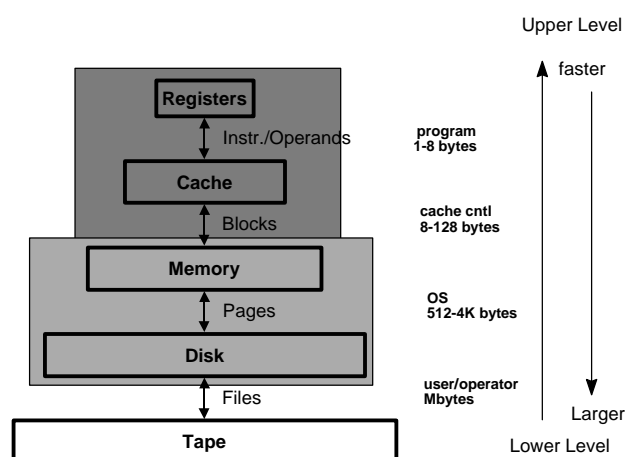 Upper Level
faster
Registers
Instr./Operands
program
1-8 bytes
Cache
Blocks
cache cntl
8-128 bytes
Memory
Pages
OS
512-4K bytes
Disk
Files
user/operator
Mbytes
Larger
Tape
Lower Level